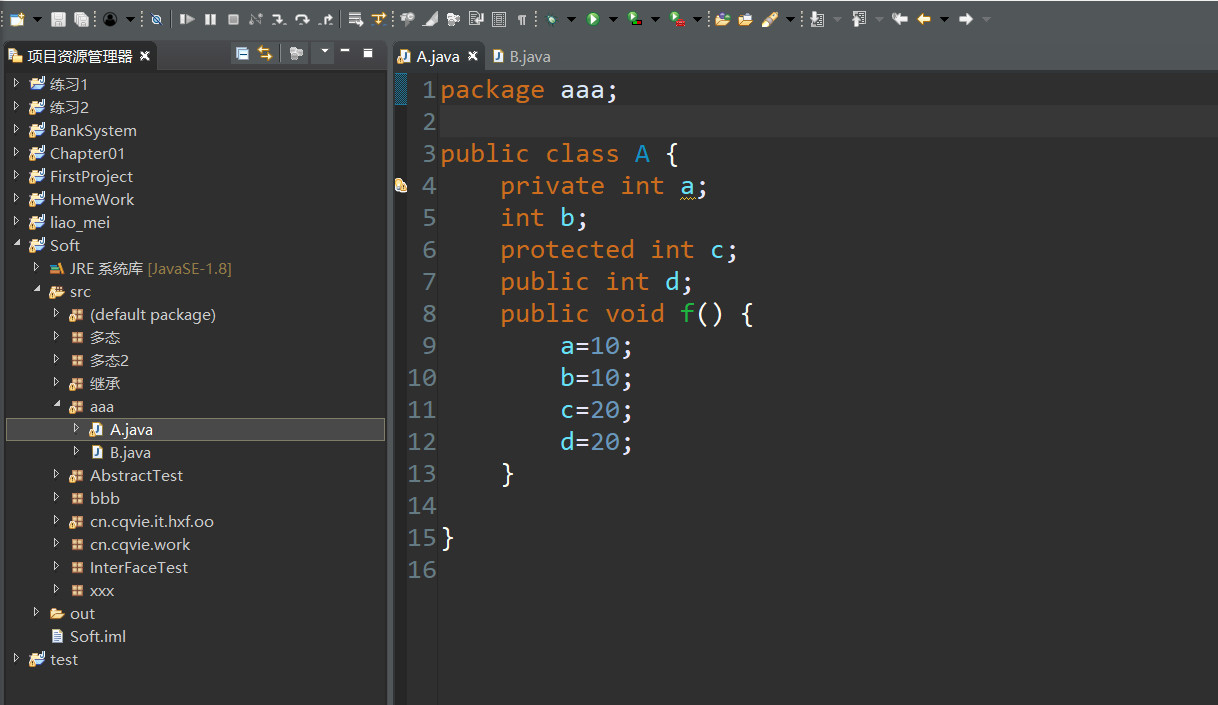 项目资源管理器
练习1
练习2
BankSystem
Chapter01
FirstProject
HomeWork
liao_mei
Soft
JRE 系统库 [JavaSE-1.8]
src
(default package)
多态
多态2
继承
aaa
A.java
B.java
AbstractTest
bbb
cn.cqvie.it.hxf.oo
cn.cqvie.work
InterFaceTest
xxx
out
Soft.iml
test
A.java B.java
1 package aaa;
2
3 public class A {
4 private int a;
5 int b;
6 protected int c;
7 public int d;
8 public void f() {
9 a=10;
10 b=10;
11 c=20;
12 d=20;
13 }
14
15 }
16